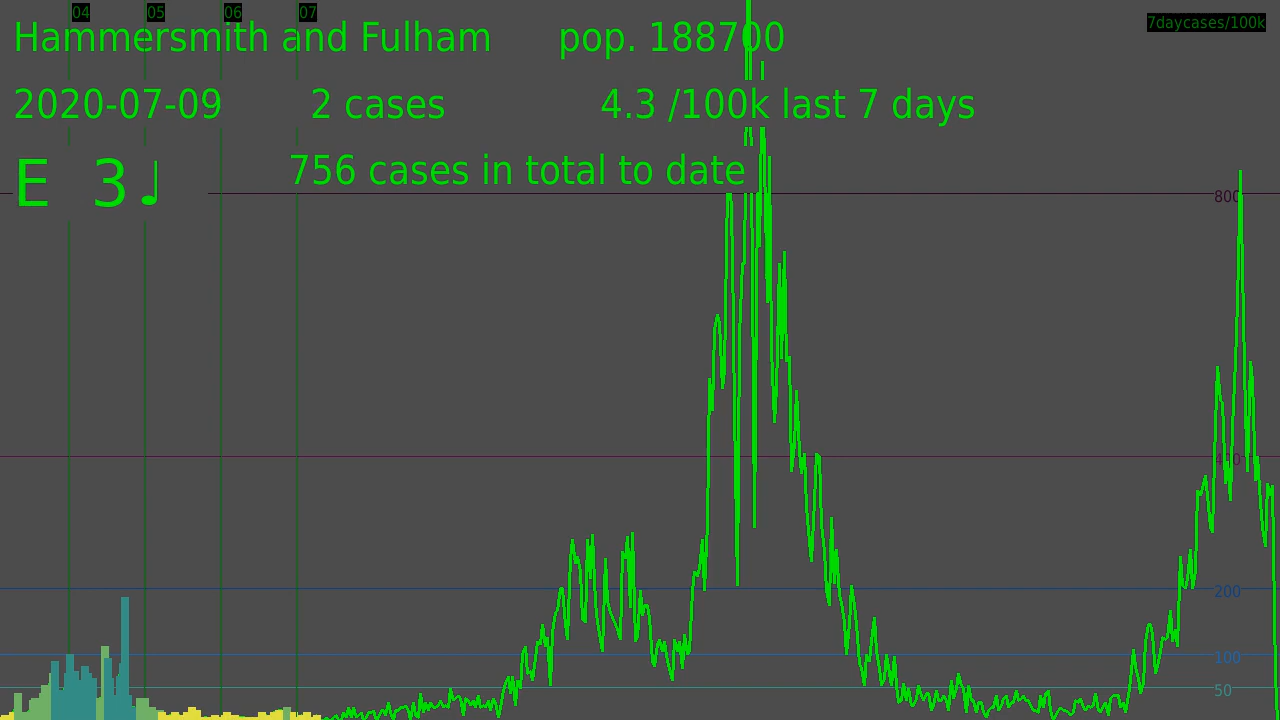 04 05 06 07
7daycases/100k
Hammersmith and Fulham pop. 188700
2020-07-09 2 cases 4.3 /100k last 7 days
E 3♩ 756 cases in total to date
800
400
200
100
50